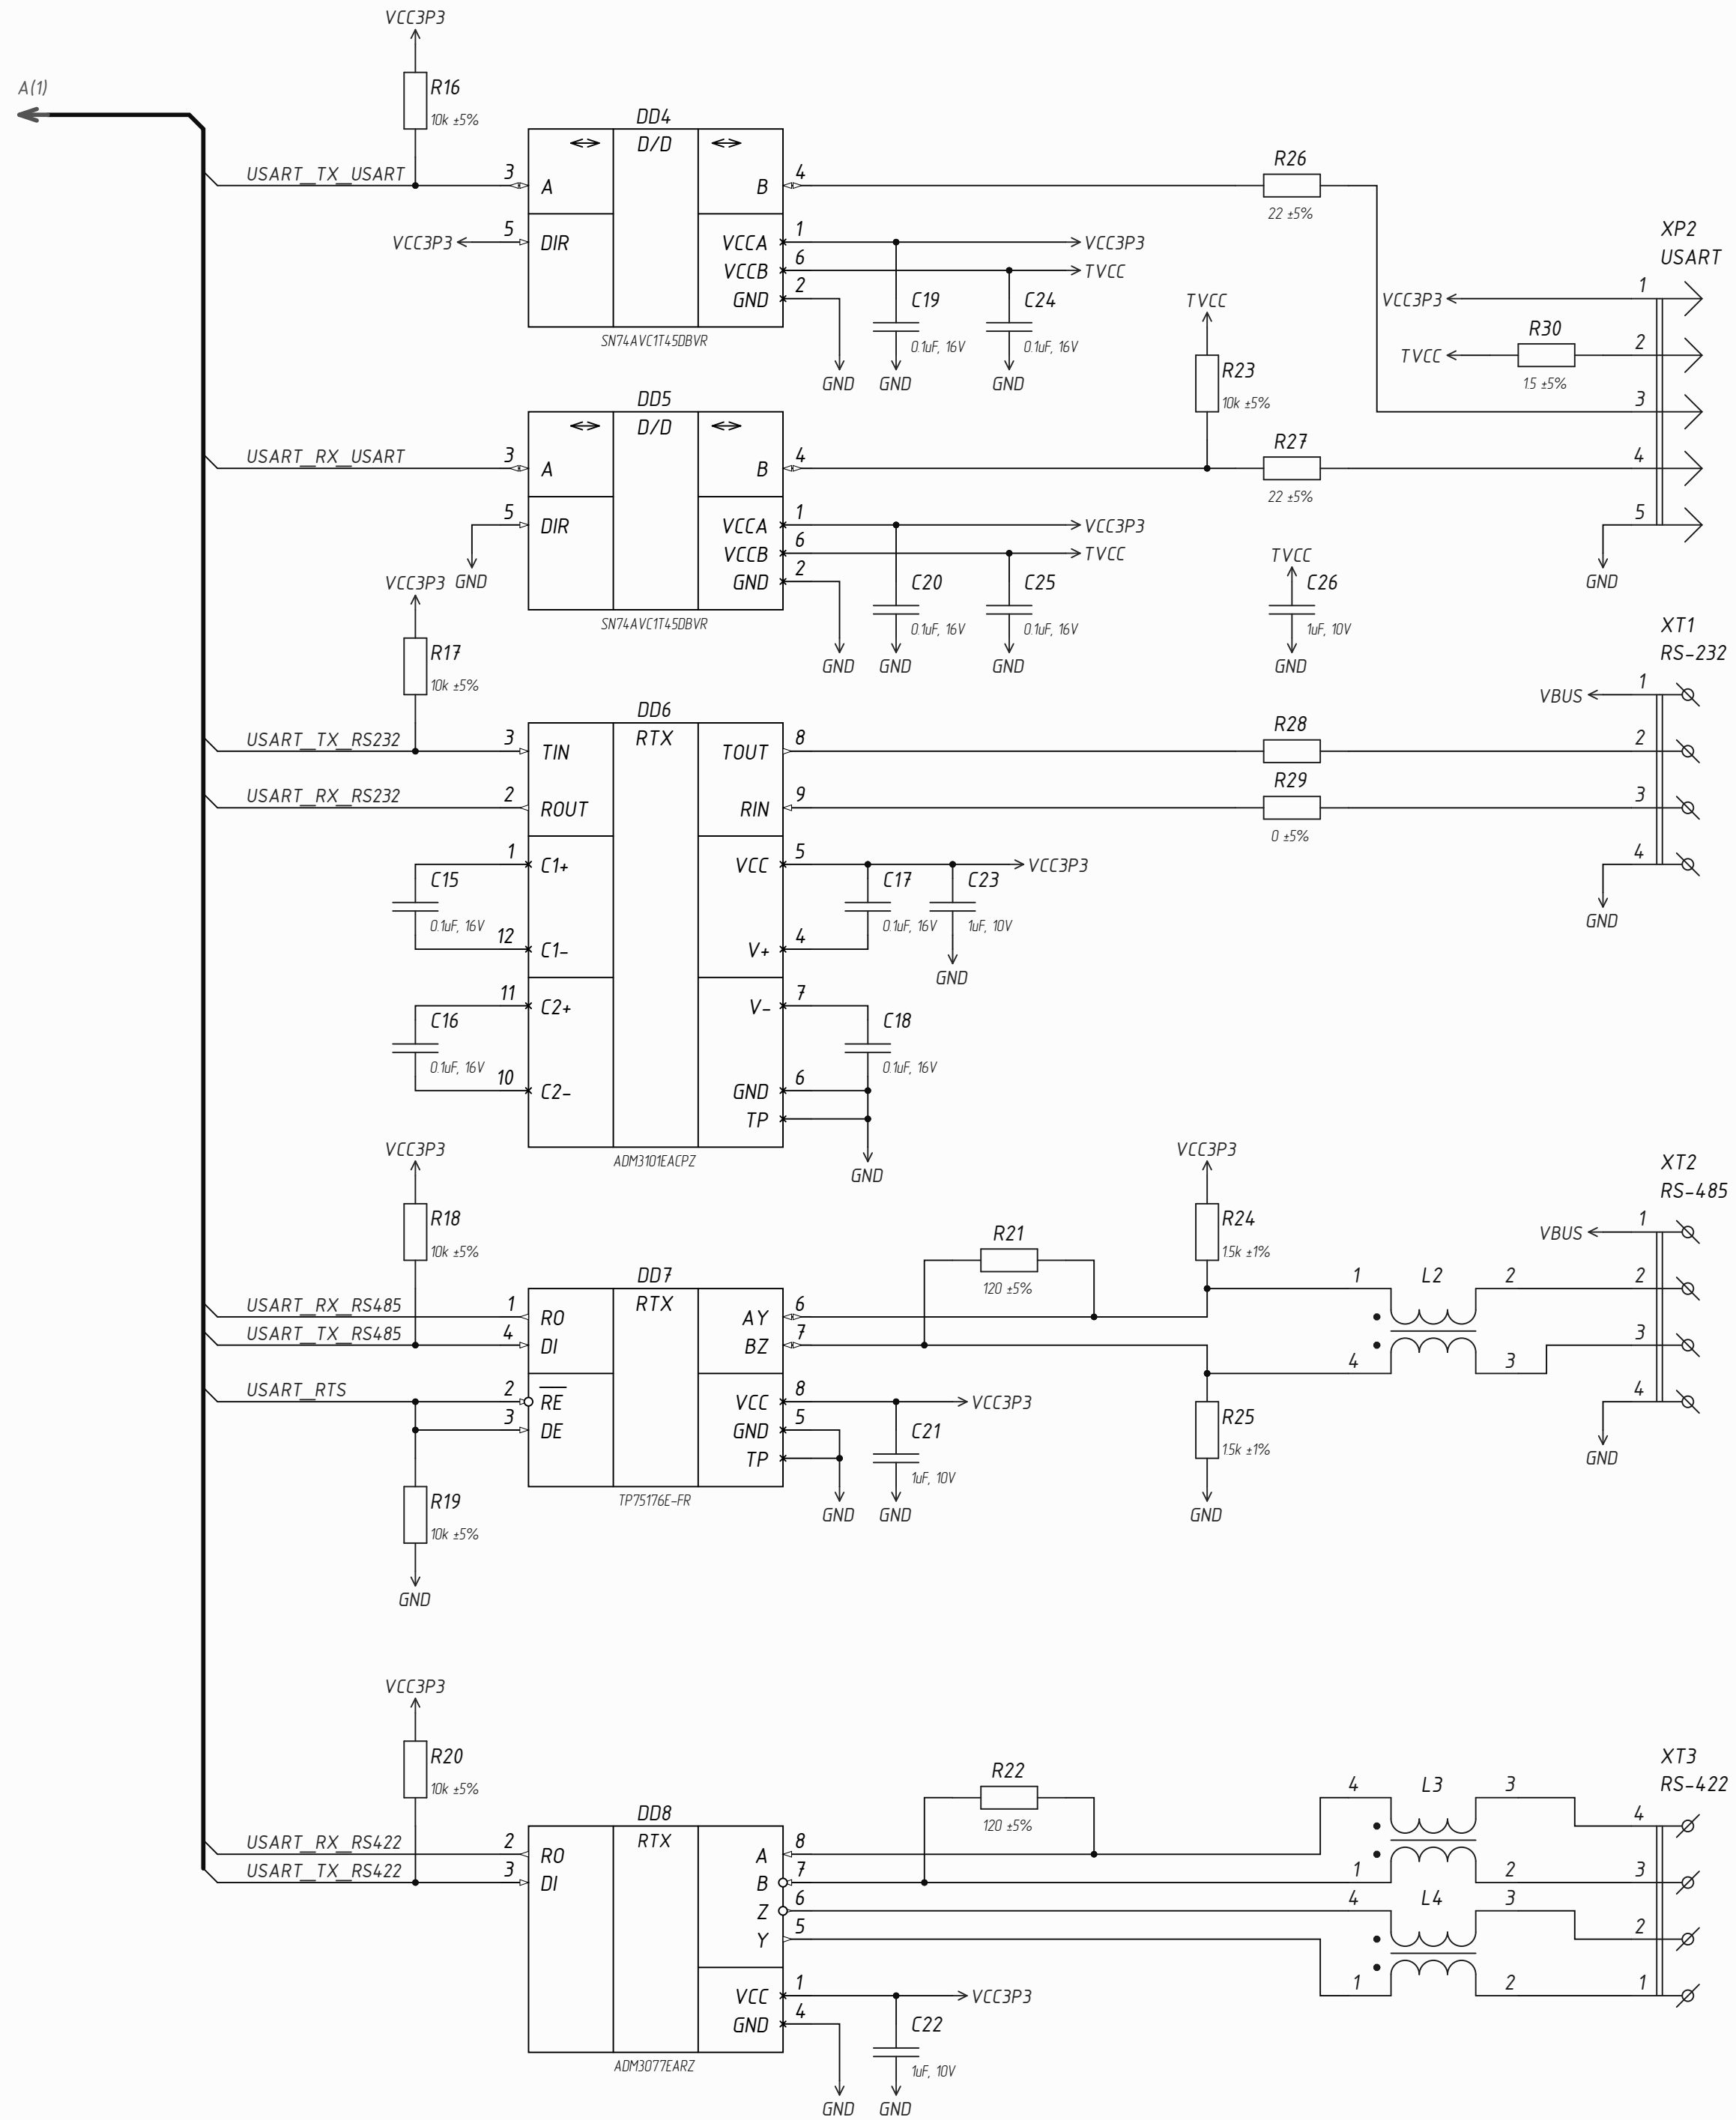 VCC3P3
A(1)
R16
10k ±5%
USART_TX_USART
VCC3P3
DD4
D/D
3
A
5
DIR
B
4
VCCA
1
VCCB
6
GND
2
SN74AVC1T45DBVR
VCC3P3
TVCC
C19
0.1uF, 16V
C24
0.1uF, 16V
GND
GND
GND
R26
22 ±5%
XP2
USART
VCC3P3
1
R30
TVCC
2
15 ±5%
3
4
5
GND
TVCC
R23
10k ±5%
R27
22 ±5%
USART_RX_USART
DD5
D/D
3
A
5
DIR
GND
B
4
VCCA
1
VCCB
6
GND
2
SN74AVC1T45DBVR
VCC3P3
TVCC
C20
0.1uF, 16V
C25
0.1uF, 16V
GND
GND
GND
TVCC
C26
1uF, 10V
GND
VCC3P3
R17
10k ±5%
USART_TX_RS232
USART_RX_RS232
DD6
RTX
3
TIN
2
ROUT
1
C1+
12
C1-
11
C2+
10
C2-
TOUT
8
RIN
9
VCC
5
V+
4
V-
7
GND
6
TP
ADM3101EACPZ
C15
0.1uF, 16V
C16
0.1uF, 16V
C17
0.1uF, 16V
C23
1uF, 10V
VCC3P3
GND
C18
0.1uF, 16V
GND
R28
R29
0 ±5%
XT1
RS-232
VBUS
1
2
3
4
GND
VCC3P3
R18
10k ±5%
USART_RX_RS485
USART_TX_RS485
USART_RTS
R19
10k ±5%
GND
DD7
RTX
1
RO
4
DI
2
RE
3
DE
AY
6
BZ
7
VCC
8
GND
5
TP
TP75176E-FR
R21
120 ±5%
VCC3P3
C21
1uF, 10V
GND
GND
VCC3P3
R24
1.5k ±1%
R25
1.5k ±1%
GND
1
L2
2
4
3
XT2
RS-485
VBUS
1
2
3
4
GND
VCC3P3
R20
10k ±5%
USART_RX_RS422
USART_TX_RS422
DD8
RTX
2
RO
3
DI
A
8
B
7
Z
6
Y
5
VCC
1
GND
4
ADM3077EARZ
R22
120 ±5%
VCC3P3
C22
1uF, 10V
GND
GND
4
L3
3
1
2
4
L4
3
1
2
XT3
RS-422
4
3
2
1